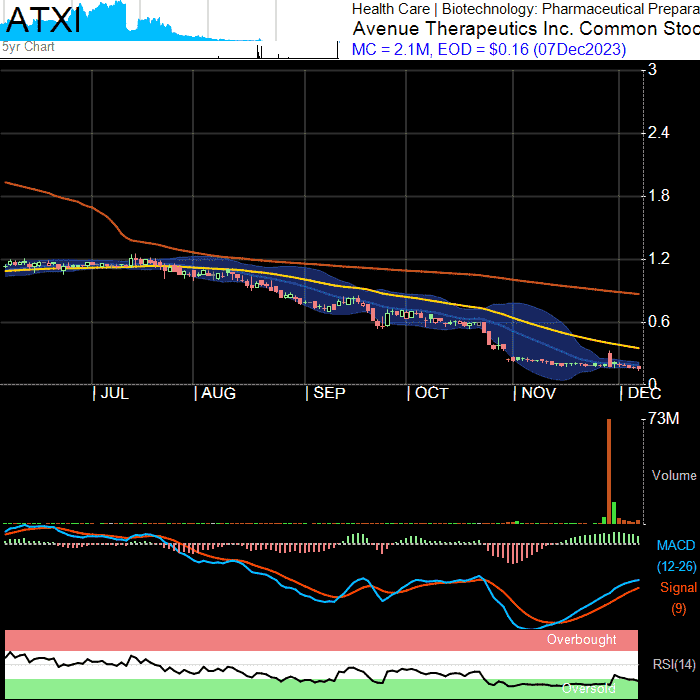 ATXI
5yr Chart
Health Care | Biotechnology: Pharmaceutical Prepara
Avenue Therapeutics Inc. Common Stoc
MC = 2.1M, EOD = $0.16 (07Dec2023)
3
2.4
1.8
1.2
0.6
0
| JUL | AUG | SEP | OCT | NOV | DEC
73M
Volume
MACD
(12-26)
Signal
(9)
Overbought
RSI(14)
Oversold